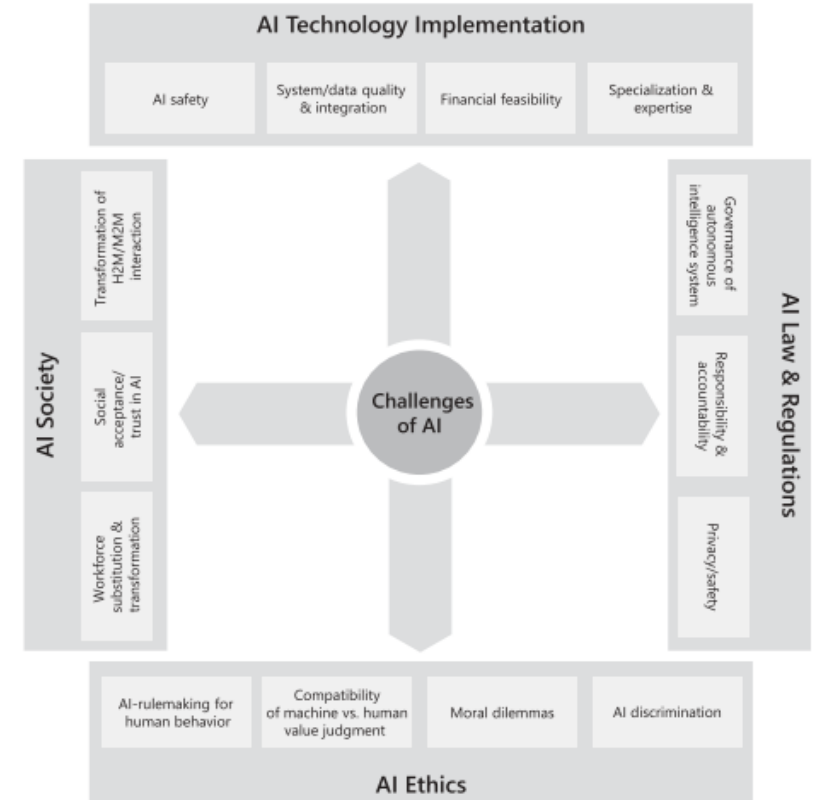 AI Technology Implementation
AI safety
System/data quality
& integration
Financial feasibility
Specialization &
expertise
AI Society
Transformation of
H2M/M2M
interaction
Social
acceptance/
trust in AI
Workforce
substitution &
transformation
Challenges
of AI
Governance of
autonomous
intelligence system
Responsibility &
accountability
Privacy/safety
AI Law & Regulations
AI-rulemaking for
human behavior
Compatibility
of machine vs. human
value judgment
Moral dilemmas
AI discrimination
AI Ethics